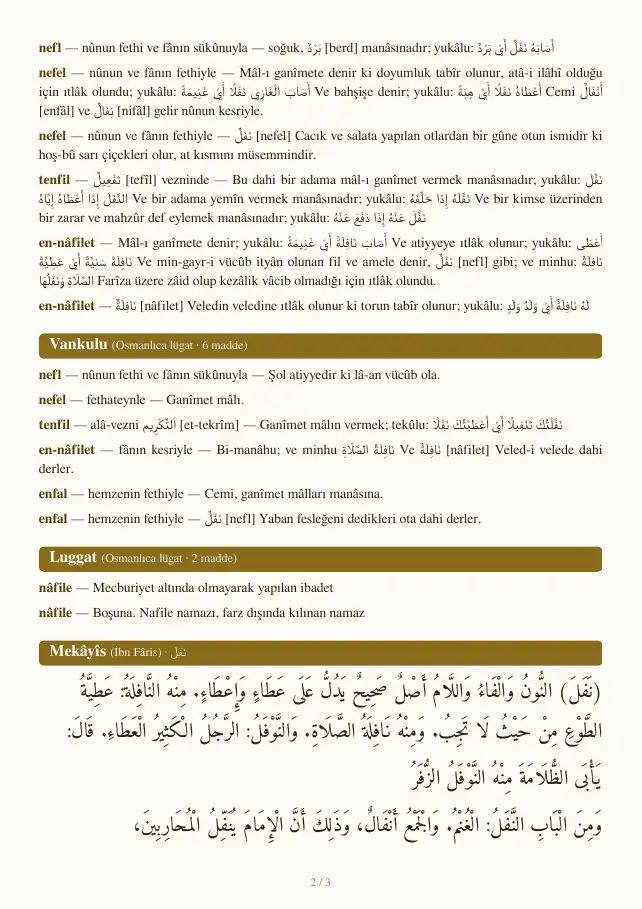 nefl — nûnun fethi ve fânın sükûnuyla — soğuk, بَرْدٌ [berd] manâsınadır; yukâlu: أَصَابَهُ نَفْلٌ أَيْ بَرْدٌ
nefel — nûnun ve fânın fethiyle — Mâl-ı ganîmete denir ki doyumluk tabîr olunur, atâ-i ilâhî olduğu
için ıtlâk olundu; yukâlu: أَصَابَ الْغَازِي نَفَلًا أَيْ غَنِيمَةً Ve bahşişe denir; yukâlu: أَعْطَاهُ نَفَلًا أَيْ هِبَةً Cemi أَنْفَالٌ
[enfâl] ve نِفَالٌ [nifâl] gelir nûnun kesriyle.
nefel — nûnun ve fânın fethiyle — نَفَلٌ [nefel] Cacık ve salata yapılan otlardan bir gûne otun ismidir ki
hoş-bû sarı çiçekleri olur, at kısmını müsemmindir.
tenfil — تَفْعِيلٌ [tefîl] vezninde — Bu dahi bir adama mâl-ı ganîmet vermek manâsınadır; yukâlu: نَفَّلَ
النَّفَلَ إِذَا أَعْطَاهُ إِيَّاهُ Ve bir adama yemîn vermek manâsınadır; yukâlu: نَفَّلَهُ إِذَا حَلَّفَهُ Ve bir kimse üzerinden
bir zarar ve mahzûr def eylemek manâsınadır; yukâlu: نَفَّلَ عَنْهُ إِذَا دَفَعَ عَنْهُ
en-nâfilet — Mâl-ı ganîmete denir; yukâlu: أَصَابَ نَافِلَةً أَيْ غَنِيمَةً Ve atiyyeye ıtlâk olunur; yukâlu: أَعْطَى
نَافِلَةً سَنِيَّةً أَيْ عَطِيَّةً Ve min-gayr-i vücûb ityân olunan fiil ve amele denir, نَفْلٌ [nefl] gibi; ve minhu: نَافِلَةُ
الصَّلَاةِ وَنَفْلُهَا Farîza üzere zâid olup kezâlik vâcib olmadığı için ıtlâk olundu.
en-nâfilet — نَافِلَةٌ [nâfilet] Veledin veledine ıtlâk olunur ki torun tabîr olunur; yukâlu: لَهُ نَافِلَةٌ أَيْ وَلَدُ وَلَدٍ
Vankulu (Osmanlıca lügat · 6 madde)
nefl — nûnun fethi ve fânın sükûnuyla — Şol atiyyedir ki lâ-an vücûb ola.
nefel — fethateynle — Ganîmet mâlı.
tenfil — alâ-vezni اَلتَّكْرِيم [et-tekrîm] — Ganîmet mâlın vermek; tekûlu: نَفَّلْتُكَ تَنْفِيلًا أَيْ أَعْطَيْتُكَ نَفَلًا
en-nâfilet — fânın kesriyle — Bi-manâhu; ve minhu نَافِلَةُ الصَّلَاةِ Ve نَافِلَةٌ [nâfilet] Veled-i velede dahi
derler.
enfal — hemzenin fethiyle — Cemi, ganîmet mâlları manâsına.
enfal — hemzenin fethiyle — نَفْلٌ [nefl] Yaban fesleğeni dedikleri ota dahi derler.
Luggat (Osmanlıca lügat · 2 madde)
nâfile — Mecburiyet altında olmayarak yapılan ibadet
nâfile — Boşuna. Nafile namazı, farz dışında kılınan namaz
Mekâyîs (İbn Fâris) · نفل
(نَفَلَ) النُّونُ وَالْفَاءُ وَاللَّامُ أَصْلٌ صَحِيحٌ يَدُلُّ عَلَى عَطَاءٍ وَإِعْطَاءٍ. مِنْهُ النَّافِلَةُ: عَطِيَّةُ
الطَّوْعِ مِنْ حَيْثُ لَا تَجِبُ. وَمِنْهُ نَافِلَةُ الصَّلَاةِ. وَالنَّوْفَلُ: الرَّجُلُ الْكَثِيرُ الْعَطَاءِ. قَالَ:
يَأْبَى الظُّلَامَةَ مِنْهُ النَّوْفَلُ الزُّفَرُ
وَمِنَ الْبَابِ النَّفَلُ: الْغُنْمُ. وَالْجَمْعُ أَنْفَالٌ، وَذَلِكَ أَنَّ الْإِمَامَ يُنَفِّلُ الْمُحَارِبِينَ،
2 / 3